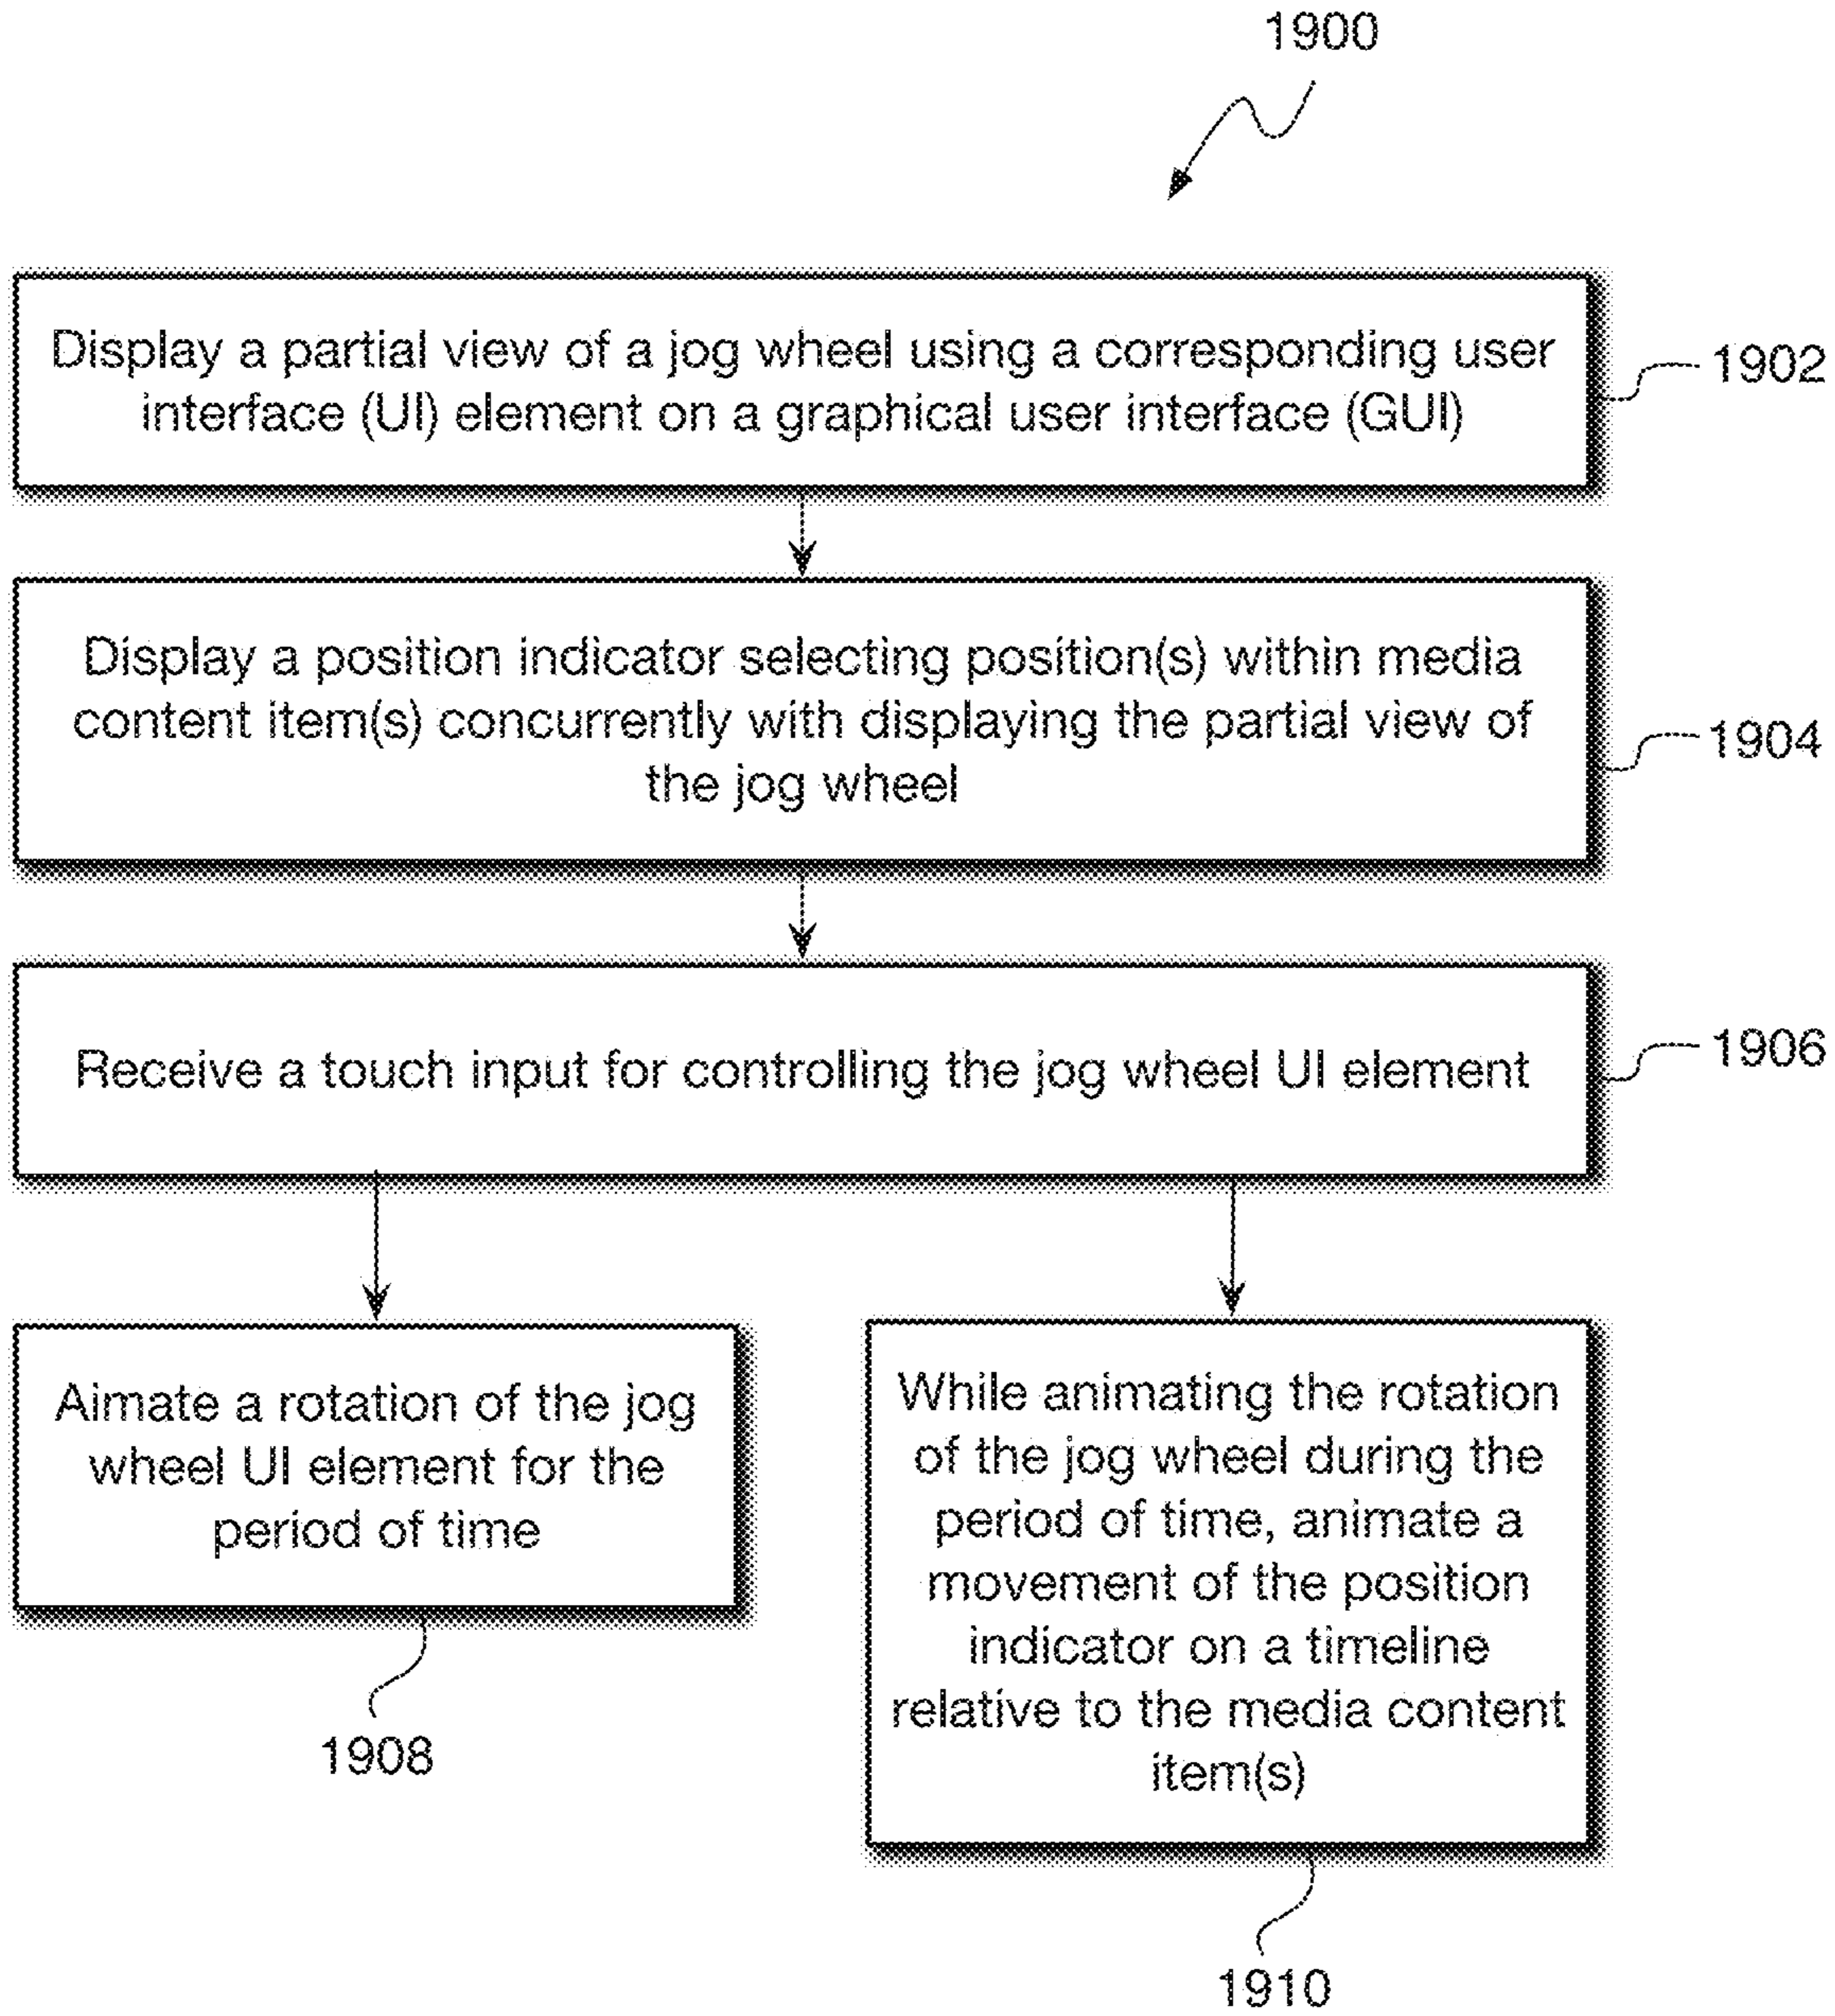 1900
Display a partial view of a jog wheel using a corresponding user
interface (UI) element on a graphical user interface (GUI)
1902
Display a position indicator selecting position(s) within media
content item(s) concurrently with displaying the partial view of
the jog wheel
1904
Receive a touch input for controlling the jog wheel UI element
1906
Aimate a rotation of the jog
wheel UI element for the
period of time
1908
While animating the rotation
of the jog wheel during the
period of time, animate a
movement of the position
indicator on a timeline
relative to the media content
item(s)
1910